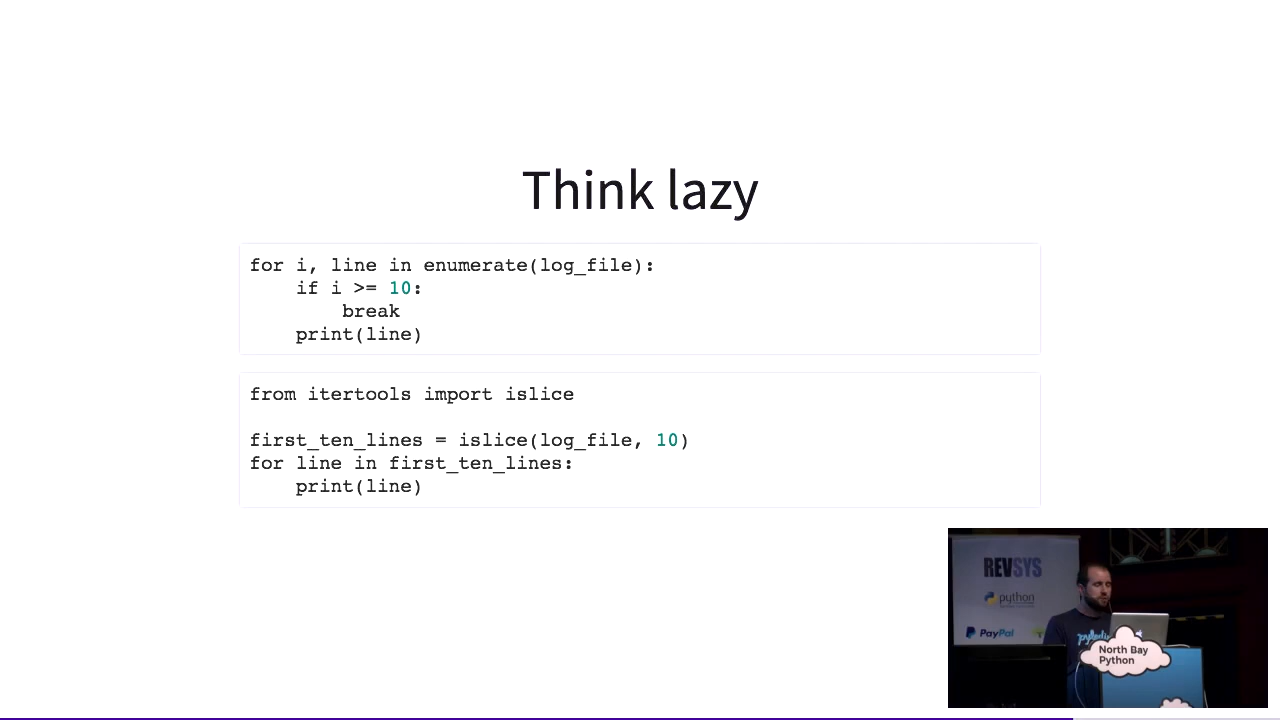 Think lazy
for i, line in enumerate(log_file):
    if i >= 10:
        break
    print(line)
from itertools import islice
first_ten_lines = islice(log_file, 10)
for line in first_ten_lines:
    print(line)
REVSYS
python
PayPal
North Bay
Python